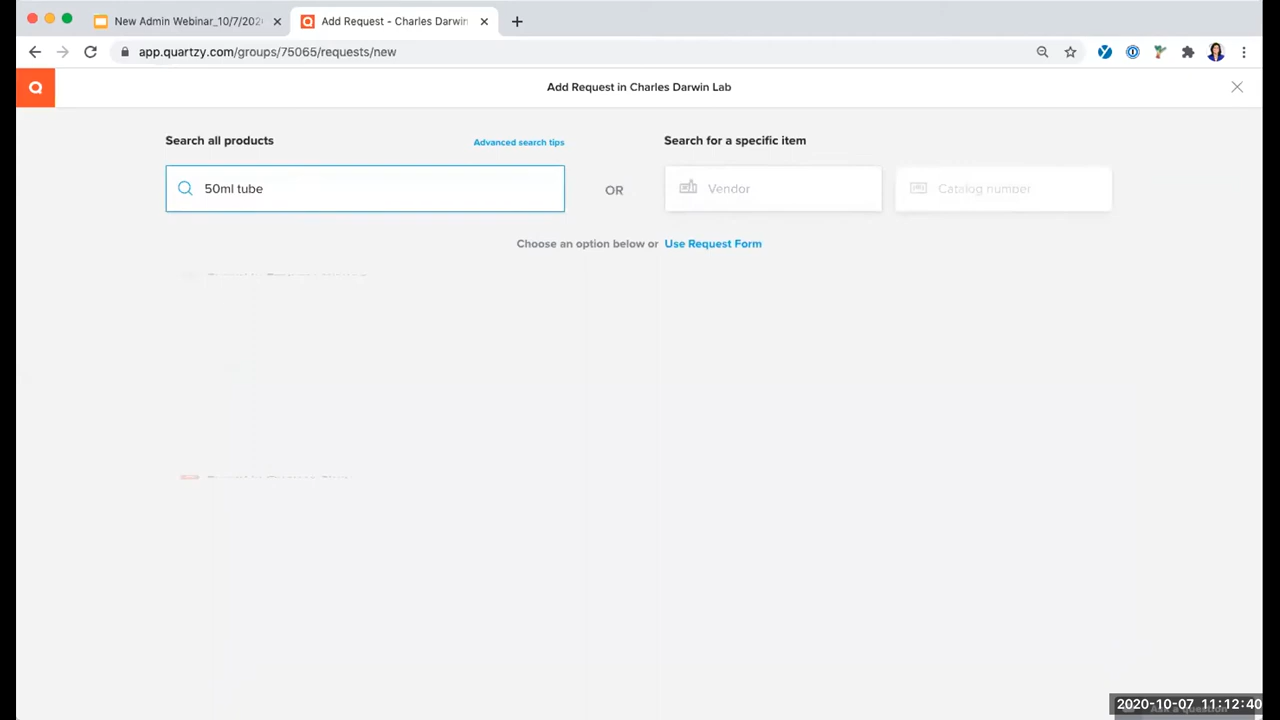 New Admin Webinar_10/7/202
Add Request - Charles Darwin
app.quartzy.com/groups/75065/requests/new
Q
Add Request in Charles Darwin Lab
Search all products
Advanced search tips
Search for a specific item
50ml tube
OR
Vendor
Catalog number
Choose an option below or Use Request Form
2020-10-07 11:12:40